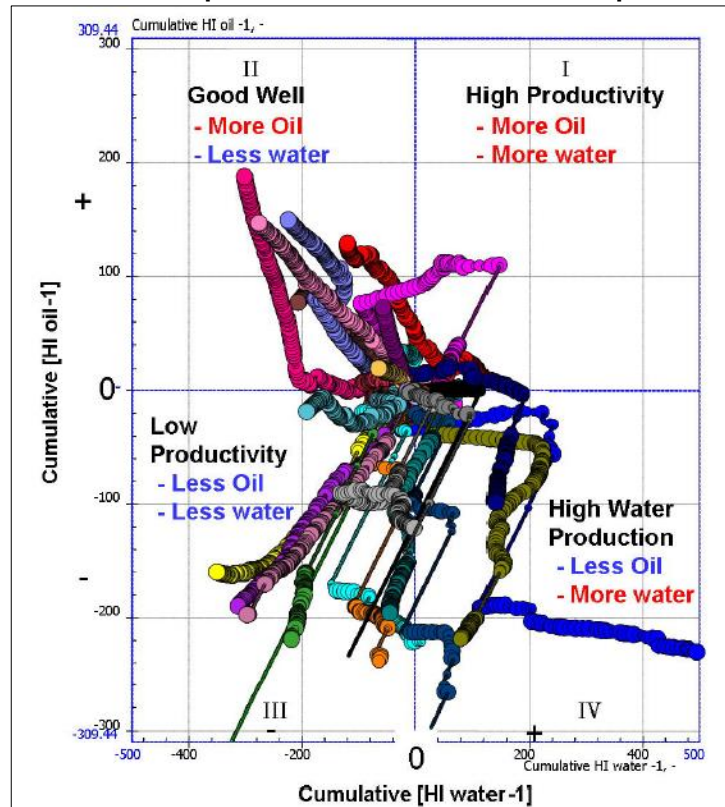 309.44
Cumulative HI oil -1, -
300
II
Good Well
- More Oil
- Less water
I
High Productivity
- More Oil
- More water
200
+
100
Cumulative [HI oil-1]
0
Low
Productivity
- Less Oil
- Less water
-100
High Water
Production
- Less Oil
- More water
-
-200
III
-
IV
+
-300
-309.44
-500
-400
-200
0
200
400
500
Cumulative HI water -1, -
Cumulative [HI water-1]